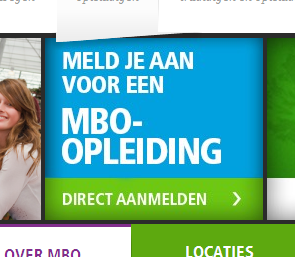 MELD JE AAN
VOOR EEN
MBO-
OPLEIDING
DIRECT AANMELDEN
OVER MBO
LOCATIES